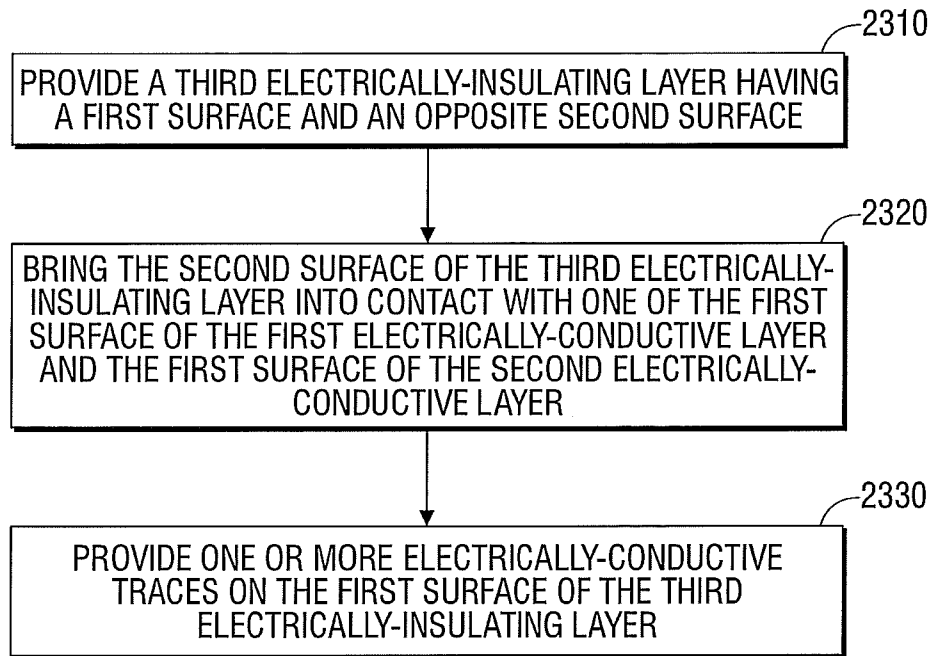 2310
PROVIDE A THIRD ELECTRICALLY-INSULATING LAYER HAVING
A FIRST SURFACE AND AN OPPOSITE SECOND SURFACE
2320
BRING THE SECOND SURFACE OF THE THIRD ELECTRICALLY-
INSULATING LAYER INTO CONTACT WITH ONE OF THE FIRST
SURFACE OF THE FIRST ELECTRICALLY-CONDUCTIVE LAYER
AND THE FIRST SURFACE OF THE SECOND ELECTRICALLY-
CONDUCTIVE LAYER
2330
PROVIDE ONE OR MORE ELECTRICALLY-CONDUCTIVE
TRACES ON THE FIRST SURFACE OF THE THIRD
ELECTRICALLY-INSULATING LAYER